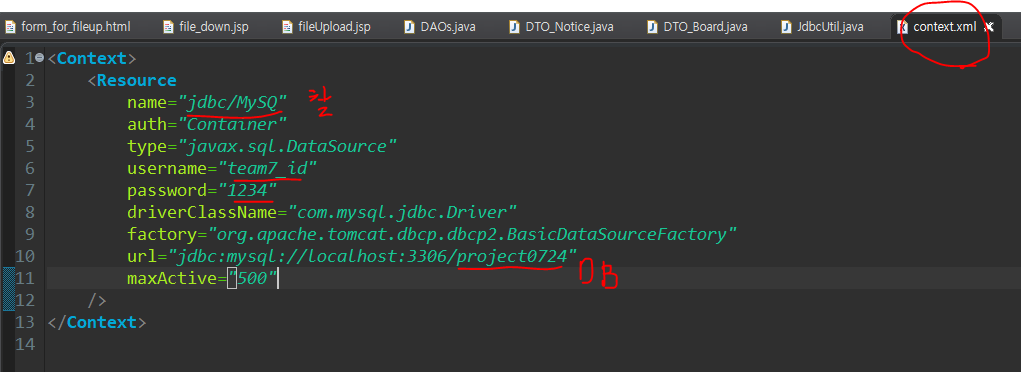 form_for_fileup.html file_down.jsp fileUpload.jsp DAOs.java DTO_Notice.java DTO_Board.java JdbcUtil.java context.xml
1 <Context>
2 <Resource
3 name="jdbc/MySQ"
4 auth="Container"
5 type="javax.sql.DataSource"
6 username="team7_id"
7 password="1234"
8 driverClassName="com.mysql.jdbc.Driver"
9 factory="org.apache.tomcat.dbcp.dbcp2.BasicDataSourceFactory"
10 url="jdbc:mysql://localhost:3306/project0724"
DB
11 maxActive="500"
12 />
13 </Context>
14